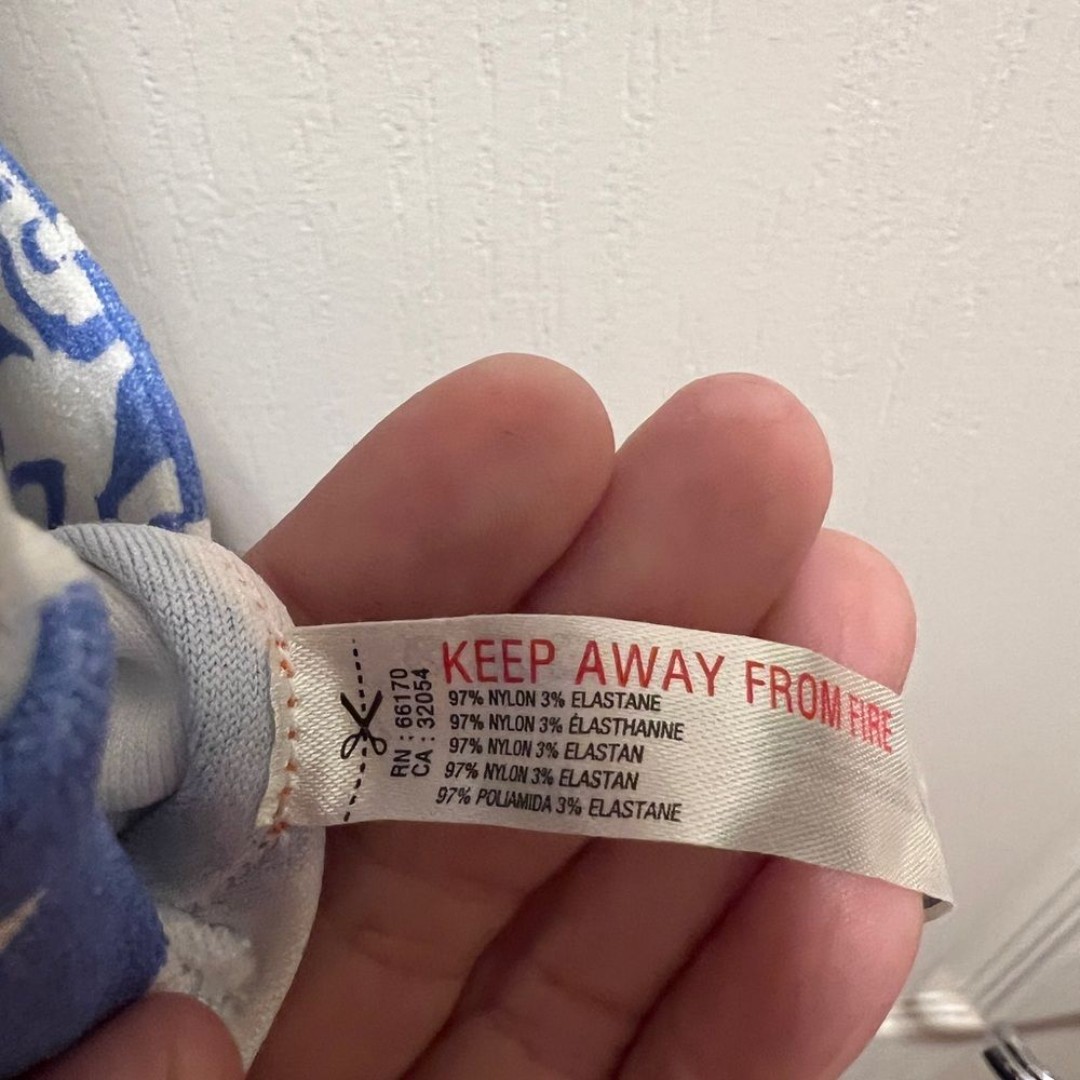 KEEP AWAY FROM FIRE
97% NYLON 3% ELASTANE
97% NYLON 3% ÉLASTHANNE
97% NYLON 3% ELASTAN
97% NYLON 3% ELASTAN
97% POLIAMIDA 3% ELASTANE
RN : 66170
CA : 32054